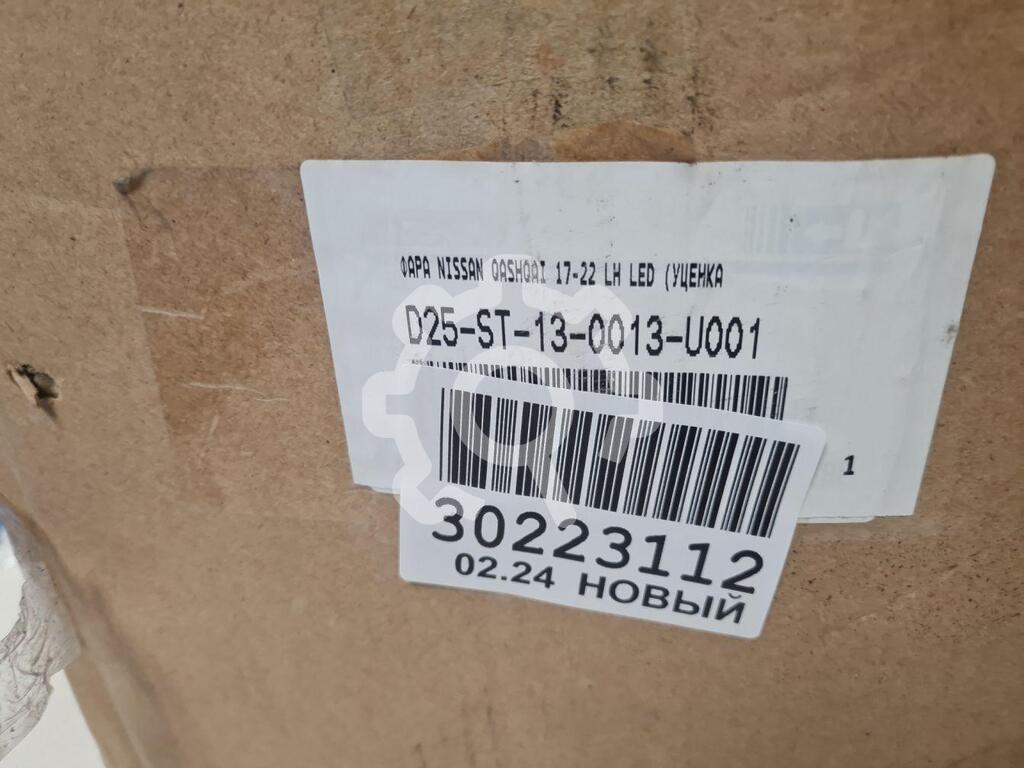 ФАРА NISSAN QASHQAI 17-22 LH LED (УЦЕНКА
D25-ST-13-0013-U001
1
30223112
02.24 НОВЫЙ